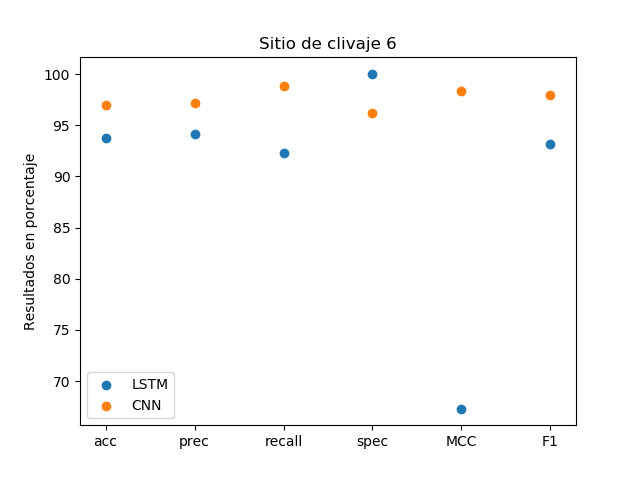 Sitio de clivaje 6
Resultados en porcentaje
100
95
90
85
80
75
70
LSTM
CNN
acc prec recall spec MCC F1